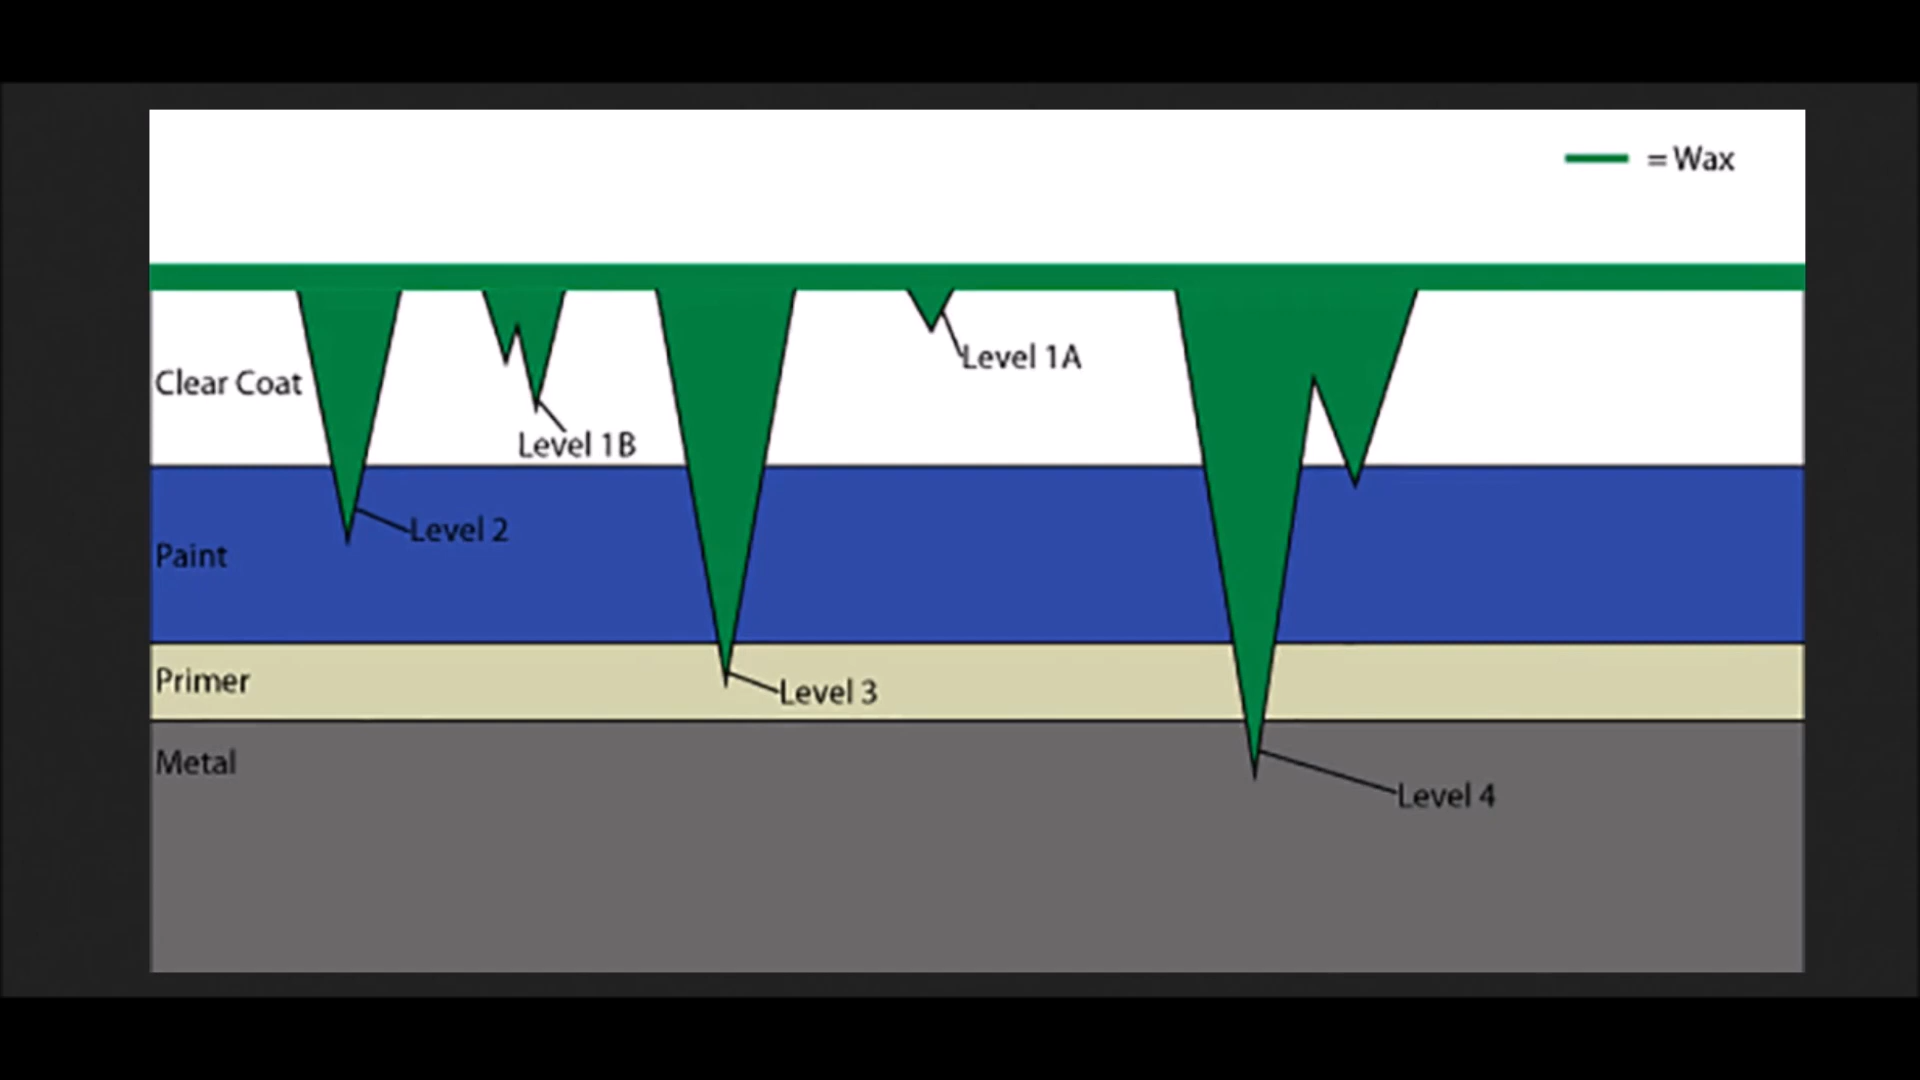 = Wax
Level 1A
Clear Coat
Level 1B
Level 2
Paint
Primer
Level 3
Metal
Level 4